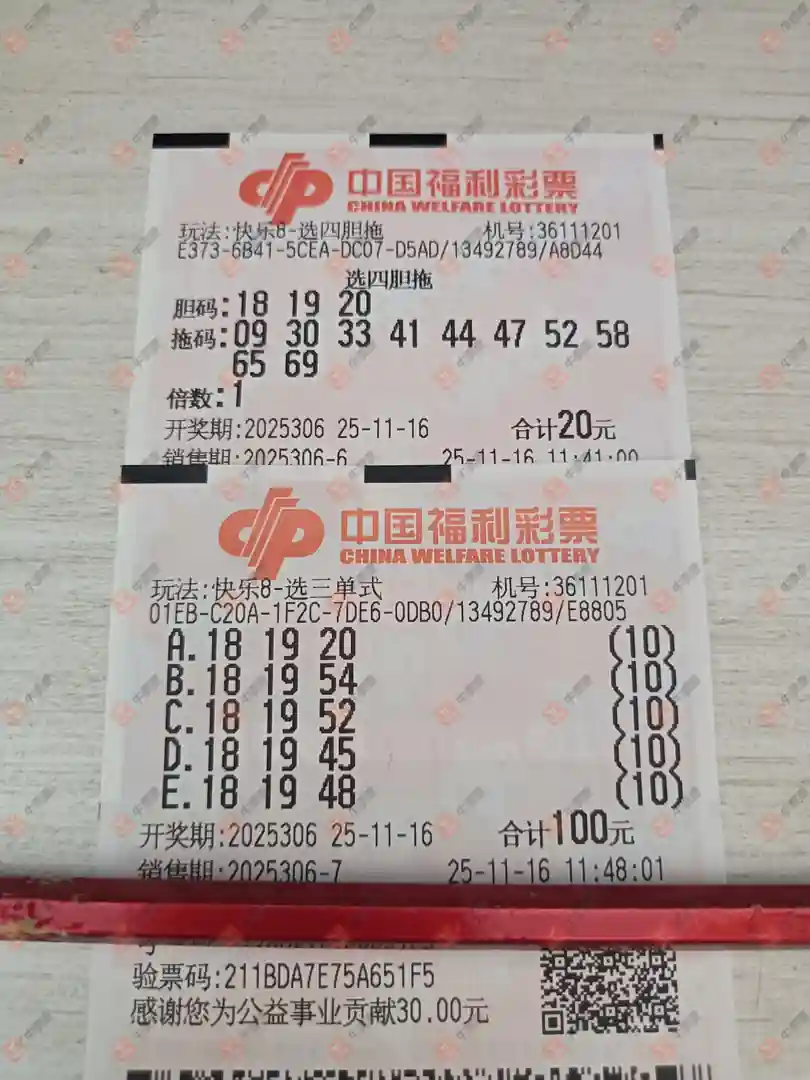 中国福利彩票
CHINA WELFARE LOTTERY
玩法:快乐8-选四胆拖 机号:36111201
E373-6B41-5CEA-DC07-D5AD/13492789/A8D44
选四胆拖
胆码:18 19 20
拖码:09 30 33 41 44 47 52 58
65 69
倍数:1
开奖期:2025306 25-11-16 合计20元
销售期:2025306-6 25-11-16 11:41:00
中国福利彩票
CHINA WELFARE LOTTERY
玩法:快乐8-选三单式 机号:36111201
01EB-C20A-1F2C-7DE6-0DB0/13492789/E8805
A.18 19 20 (10)
B.18 19 54 (10)
C.18 19 52 (10)
D.18 19 45 (10)
E.18 19 48 (10)
开奖期:2025306 25-11-16 合计100元
销售期:2025306-7 25-11-16 11:48:01
验票码:211BDA7E75A651F5
感谢您为公益事业贡献30.00元